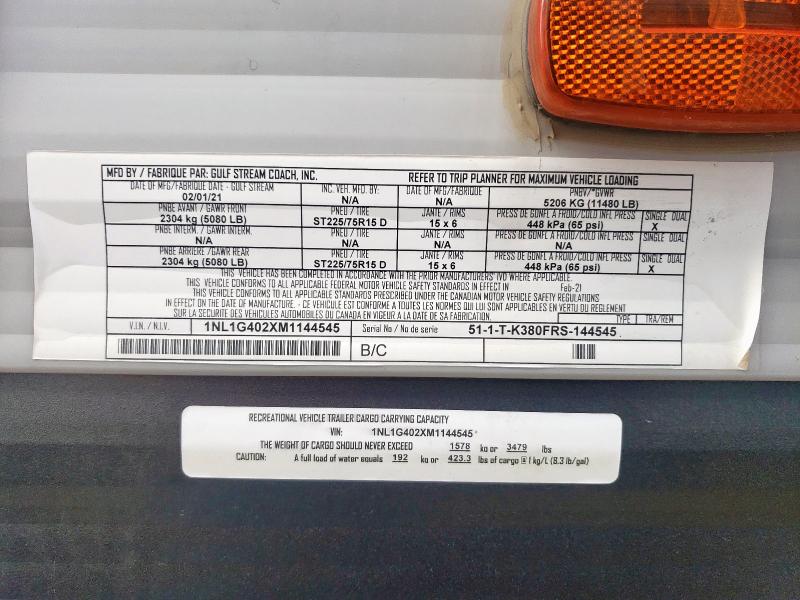 MFD BY / FABRIQUE PAR: GULF STREAM COACH, INC. REFER TO TRIP PLANNER FOR MAXIMUM VEHICLE LOADING
DATE OF MFG/FABRIQUE DATE - GULF STREAM INC. VEH. MFG. BY: DATE OF MFG/FABRIQUE PNBV/*GVWR
02/01/21 N/A N/A 5206 KG (11480 LB)
PNBE AVANT / GAWR FRONT PNEU / TIRE JANTE / RIMS PRESS DE GONFL A FROID/COLD INFL PRESS SINGLE DUAL
2304 kg (5080 LB) ST225/75R15 D 15 x 6 448 kPa (65 psi) X
PNBE INTERM. / GAWR INTERM. PNEU / TIRE JANTE / RIMS PRESS DE GONFL A FROID/COLD INFL PRESS SINGLE DUAL
N/A N/A N/A N/A
PNBE ARRIERE /GAWR REAR PNEU / TIRE JANTE / RIMS PRESS DE GONFL A FROID/COLD INFL PRESS SINGLE DUAL
2304 kg (5080 LB) ST225/75R15 D 15 x 6 448 kPa (65 psi) X
THIS VEHICLE HAS BEEN COMPLETED IN ACCORDANCE WITH THE PRIOR MANUFACTURERS' IVD WHERE APPLICABLE.
THIS VEHICLE CONFORMS TO ALL APPLICABLE FEDERAL MOTOR VEHICLE SAFETY STANDARDS IN EFFECT IN Feb-21
THIS VEHICLE CONFORMS TO ALL APPLICABLE STANDARDS PRESCRIBED UNDER THE CANADIAN MOTOR VEHICLE SAFETY REGULATIONS
IN EFFECT ON THE DATE OF MANUFACTURE. - CE VEHICULE EST CONFORME A TOUTES LES NORMES QUI LUI SONT APPLICABLES EN VERTU DU REGLEMENT
SUR LA SECURITE DES VEHICULES AUTOMOBILES DU CANADA EN VIGEUR A LA DATE DE SA FABRICATION.
TYPE TRA/REM
V.I.N. / N.I.V. 1NL1G402XM1144545 Serial No / No de serie 51-1-T-K380FRS-144545
B/C
RECREATIONAL VEHICLE TRAILER CARGO CARRYING CAPACITY
VIN: 1NL1G402XM1144545*
THE WEIGHT OF CARGO SHOULD NEVER EXCEED 1578 kg or 3479 lbs
CAUTION: A full load of water equals 192 kg or 423.3 lbs of cargo @ 1 kg/L (8.3 lb/gal)